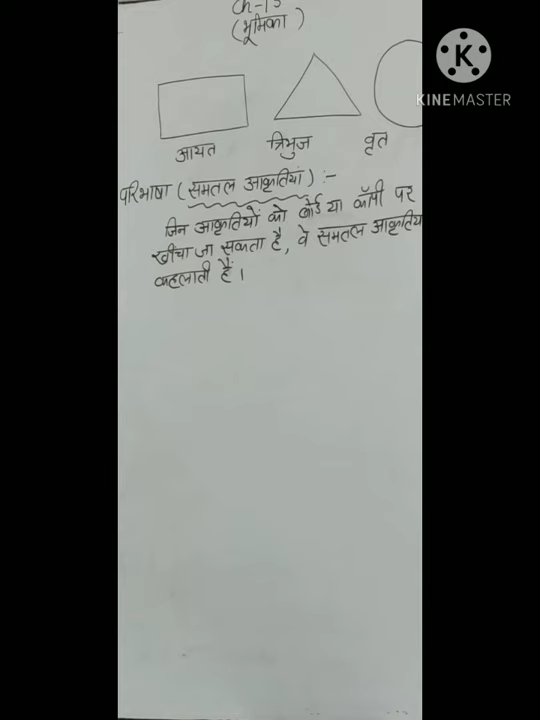 (भूमिका)
KINEMASTER
आयत त्रिभुज वृत
परिभाषा (समतल आकृतियां) :-
जिन आकृतियों को बोर्ड या कॉपी पर
खींचा जा सकता है, वे समतल आकृतिय
कहलाती हैं।